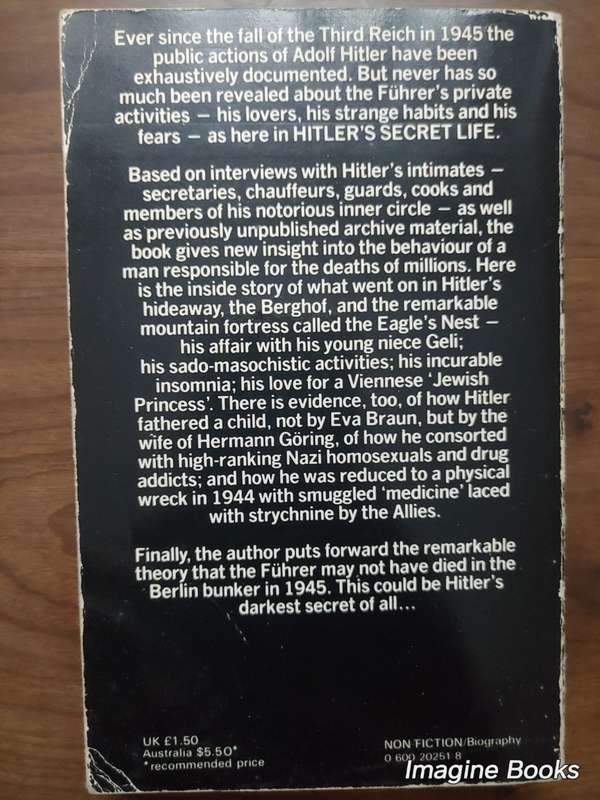 Ever since the fall of the Third Reich in 1945 the
public actions of Adolf Hitler have been
exhaustively documented. But never has so
much been revealed about the Führer's private
activities — his lovers, his strange habits and his
fears — as here in HITLER'S SECRET LIFE.
Based on interviews with Hitler's intimates —
secretaries, chauffeurs, guards, cooks and
members of his notorious inner circle — as well
as previously unpublished archive material, the
book gives new insight into the behaviour of a
man responsible for the deaths of millions. Here
is the inside story of what went on in Hitler's
hideaway, the Berghof, and the remarkable
mountain fortress called the Eagle's Nest —
his affair with his young niece Geli;
his sado-masochistic activities; his incurable
insomnia; his love for a Viennese 'Jewish
Princess'. There is evidence, too, of how Hitler
fathered a child, not by Eva Braun, but by the
wife of Hermann Göring, of how he consorted
with high-ranking Nazi homosexuals and drug
addicts; and how he was reduced to a physical
wreck in 1944 with smuggled 'medicine' laced
with strychnine by the Allies.
Finally, the author puts forward the remarkable
theory that the Führer may not have died in the
Berlin bunker in 1945. This could be Hitler's
darkest secret of all...
UK £1.50
Australia $5.50*
*recommended price
NON FICTION/Biography
0 600 20251 8
Imagine Books